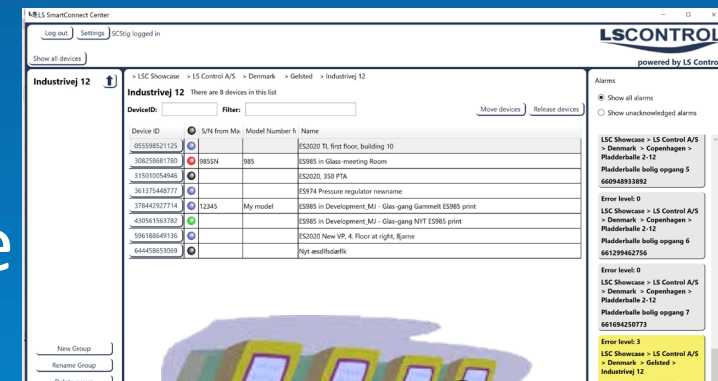 LS SmartConnect Center
Log out Settings SCStig logged in
LSCONTROL
powered by LS Contro
Show all devices
Industrivej 12
> LSC Showcase > LS Control A/S > Denmark > Gelsted > Industrivej 12
Industrivej 12 There are 8 devices in this list
DeviceID: Filter: Move devices Release devices
Device ID S/N from Ma Model Number fi Name
055598521125 ES2020 TI, first floor, building 10
308258681780 985SN 985 ES985 in Glass-meeting Room
315010054946 ES2020, 350 PTA
361375448777 ES974 Pressure regulator newname
378442927714 12345 My model ES985 in Development_MJ - Glas-gang Gammelt ES985 print
430561563782 ES985 in Development_MJ - Glas-gang NYT ES985 print
596188649136 ES2020 New VP, 4. Floor at right, Bjarne
644458653069 Nyt æsdlfsdæflk
New Group
Rename Group
Delete group
Alarms
Show all alarms
Show unacknowledged alarms
LSC Showcase > LS Control A/S
> Denmark > Copenhagen >
Pladderballe 2-12
Pladderballe bolig opgang 5
660948933892
Error level: 0
LSC Showcase > LS Control A/S
> Denmark > Copenhagen >
Pladderballe 2-12
Pladderballe bolig opgang 6
661299462756
Error level: 0
LSC Showcase > LS Control A/S
> Denmark > Copenhagen >
Pladderballe 2-12
Pladderballe bolig opgang 7
661694250773
Error level: 3
LSC Showcase > LS Control A/S
> Denmark > Gelsted >
Industrivej 12
e